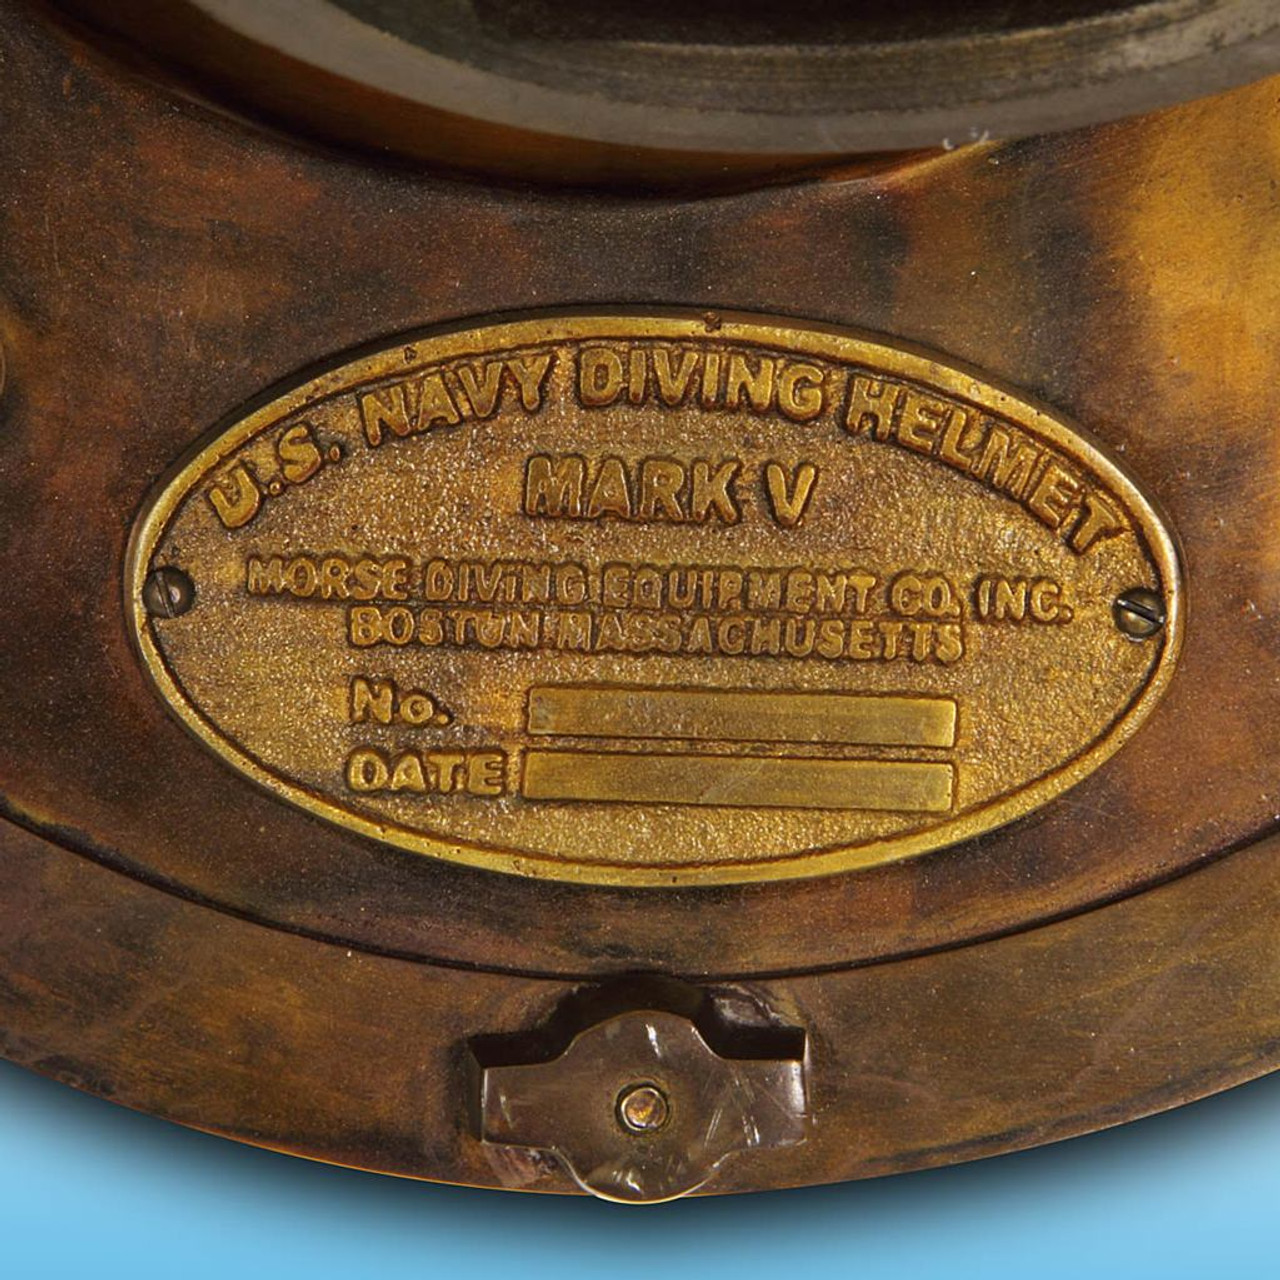 U.S. NAVY DIVING HELMET
MARK V
MORSE DIVING EQUIPMENT CO. INC.
BOSTON MASSACHUSETTS
No.
DATE